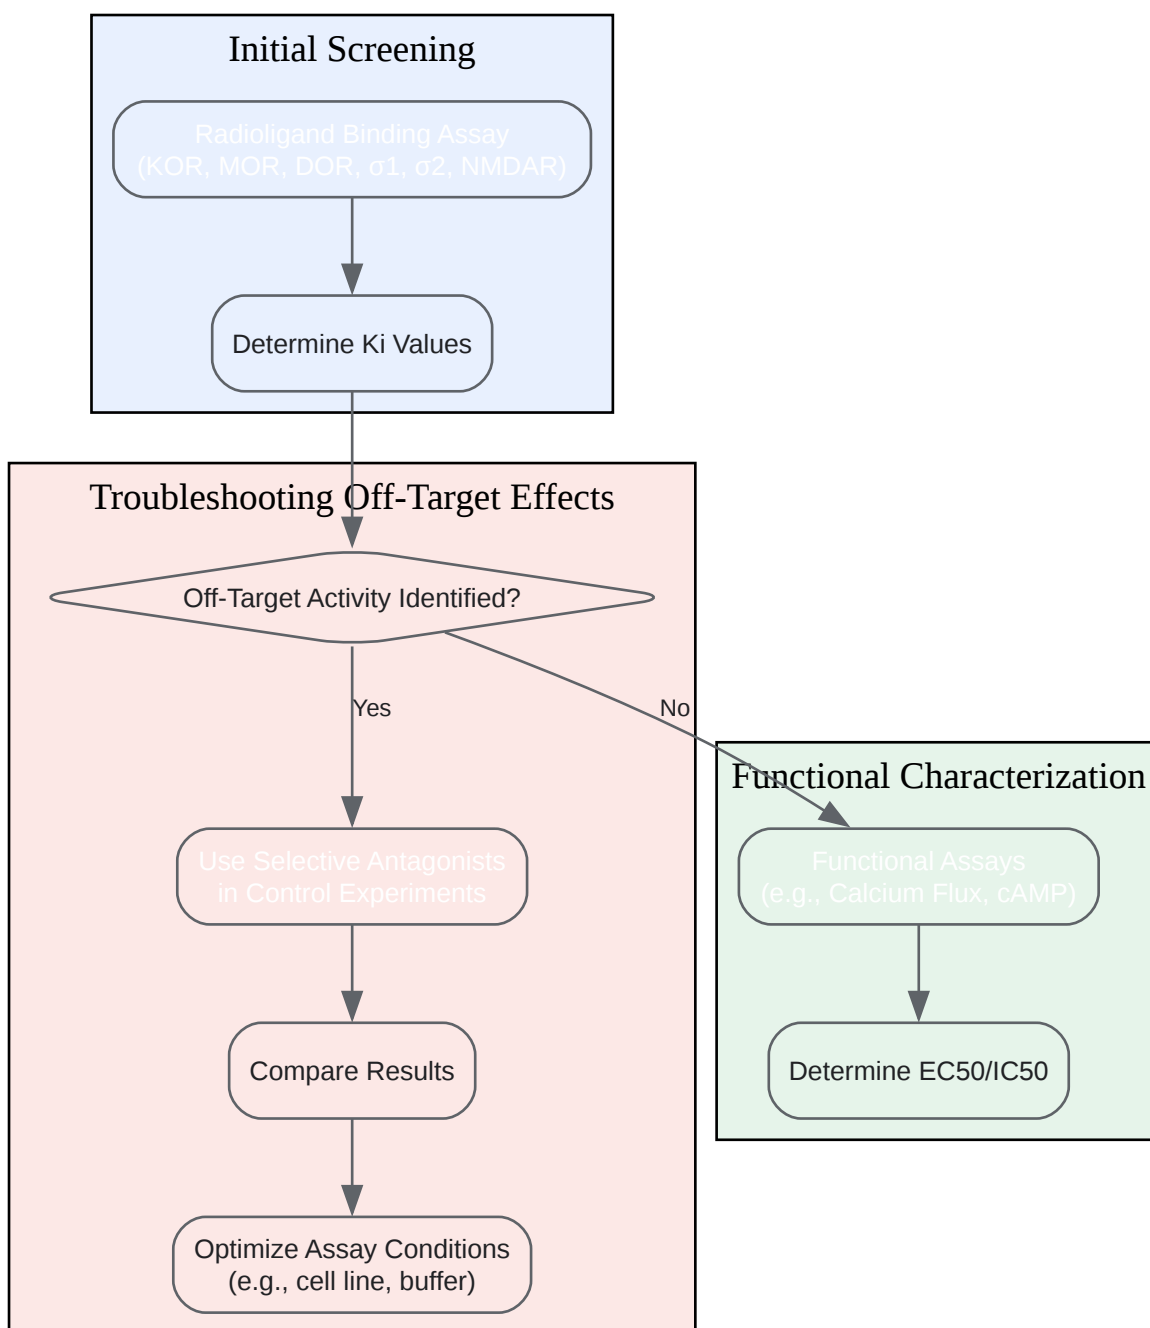 Initial Screening
Radioligand Binding Assay
(KOR, MOR, DOR, σ1, σ2, NMDAR)
Determine Ki Values
Troubleshooting Off-Target Effects
Off-Target Activity Identified?
Yes
No
Functional Characterization
Use Selective Antagonists
in Control Experiments
Functional Assays
(e.g., Calcium Flux, cAMP)
Compare Results
Determine EC50/IC50
Optimize Assay Conditions
(e.g., cell line, buffer)